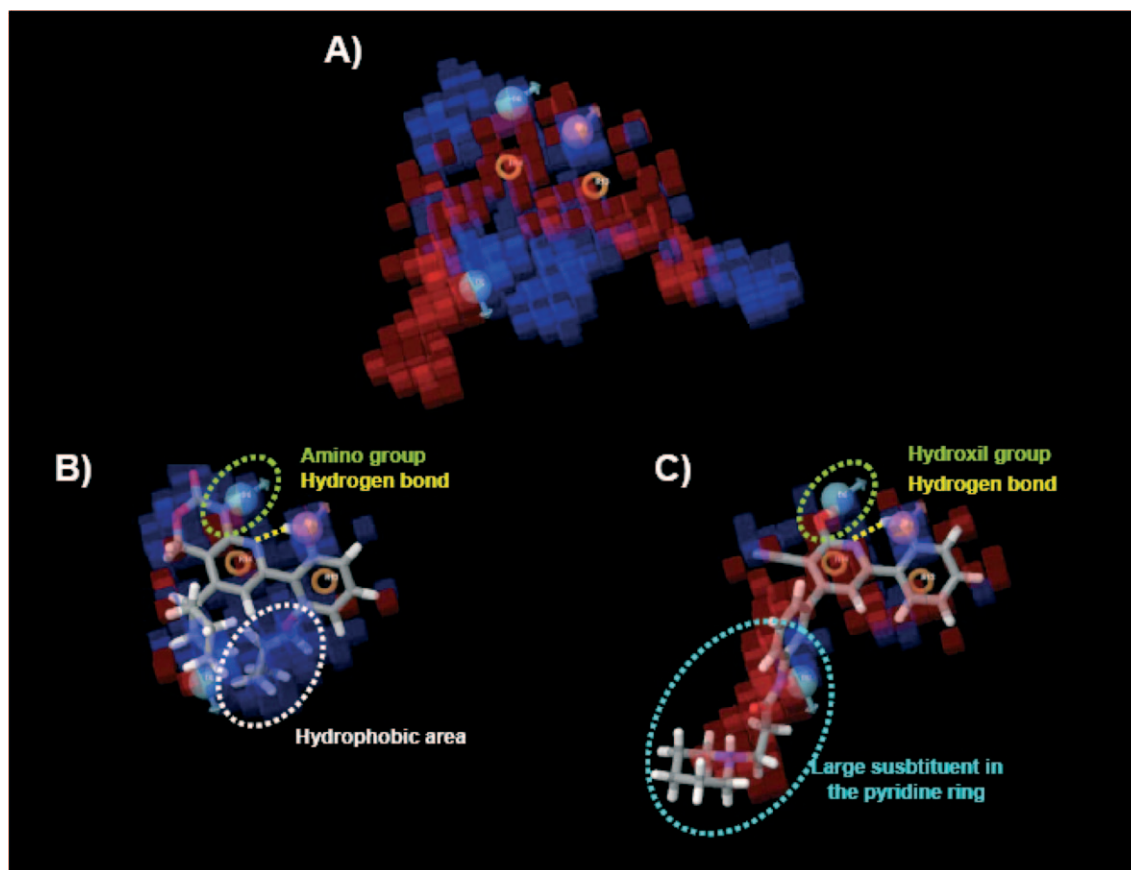 A)
B)
Amino group
Hydrogen bond
Hydrophobic area
C)
Hydroxil group
Hydrogen bond
Large susbtituent in
the pyridine ring